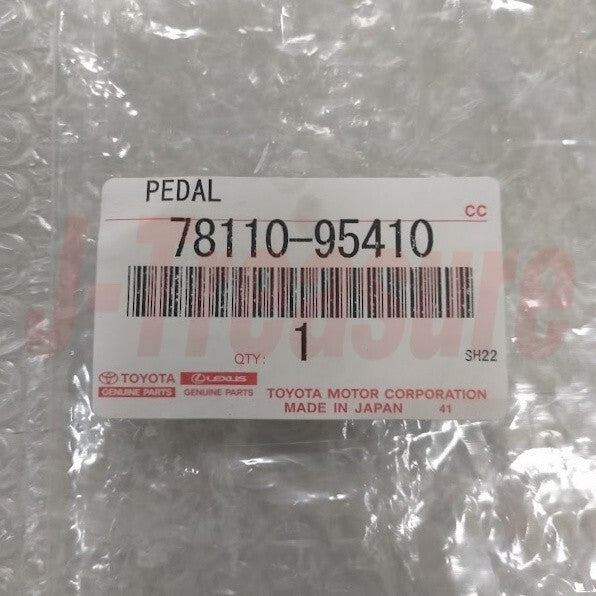 PEDAL
CC
78110-95410
J-Treasure
QTY: 1
SH22
TOYOTA LEXUS
GENUINE PARTS GENUINE PARTS
TOYOTA MOTOR CORPORATION
MADE IN JAPAN 41